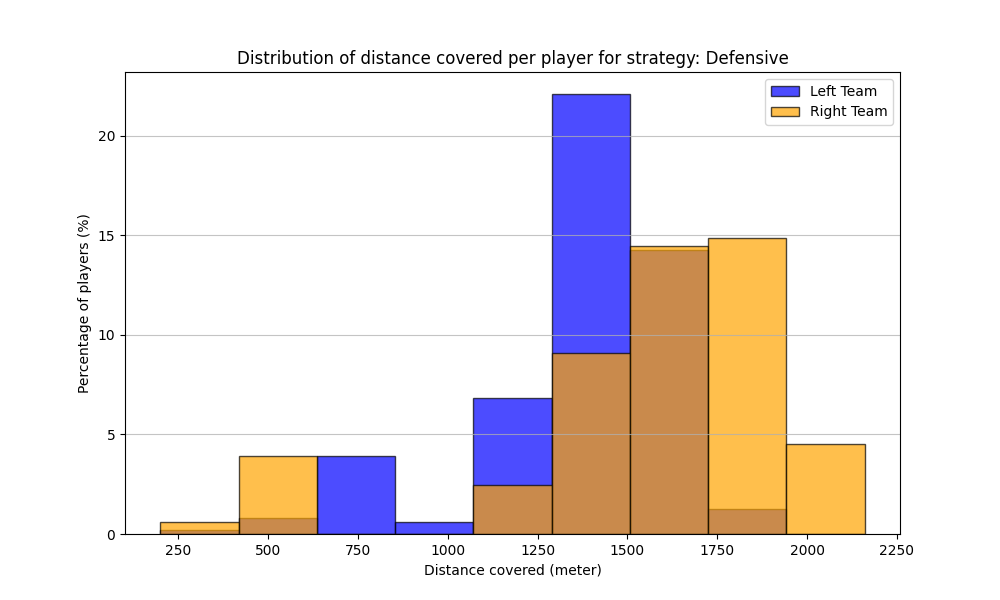 Distribution of distance covered per player for strategy: Defensive
Left Team
Right Team
Percentage of players (%)
20
15
10
5
0
250
500
750
1000
1250
1500
1750
2000
2250
Distance covered (meter)